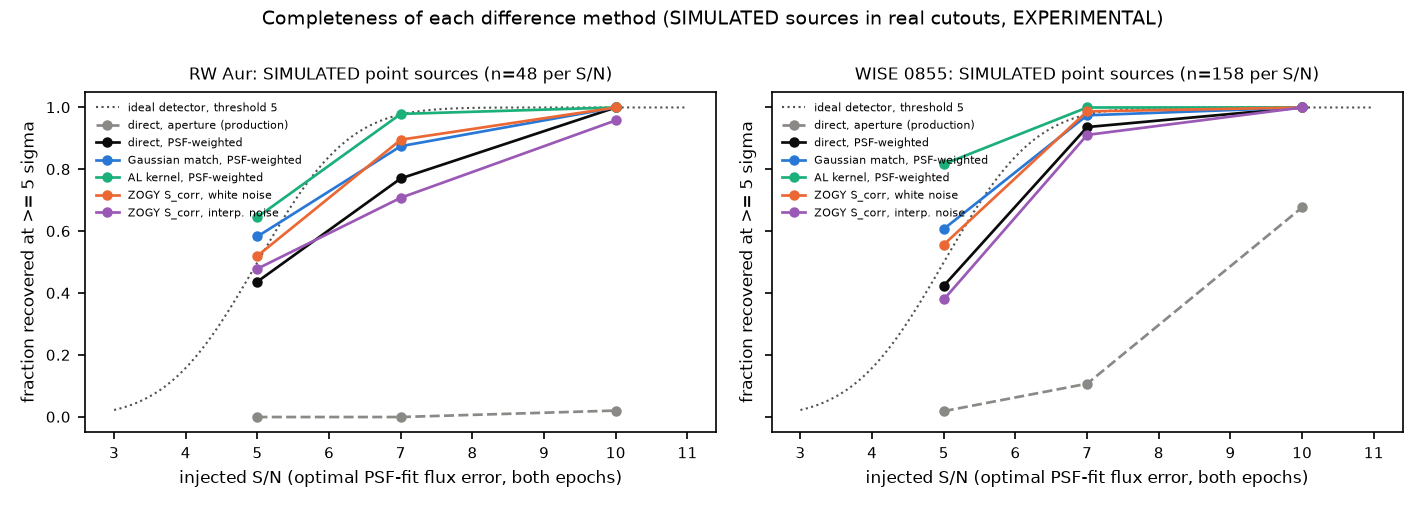 Completeness of each difference method (SIMULATED sources in real cutouts, EXPERIMENTAL)
RW Aur: SIMULATED point sources (n=48 per S/N)
fraction recovered at >= 5 sigma
1.0
0.8
0.6
0.4
0.2
0.0
ideal detector, threshold 5
direct, aperture (production)
direct, PSF-weighted
Gaussian match, PSF-weighted
AL kernel, PSF-weighted
ZOGY S_corr, white noise
ZOGY S_corr, interp. noise
3 4 5 6 7 8 9 10 11
injected S/N (optimal PSF-fit flux error, both epochs)
WISE 0855: SIMULATED point sources (n=158 per S/N)
fraction recovered at >= 5 sigma
ideal detector, threshold 5
direct, aperture (production)
direct, PSF-weighted
Gaussian match, PSF-weighted
AL kernel, PSF-weighted
ZOGY S_corr, white noise
ZOGY S_corr, interp. noise
3 4 5 6 7 8 9 10 11
injected S/N (optimal PSF-fit flux error, both epochs)